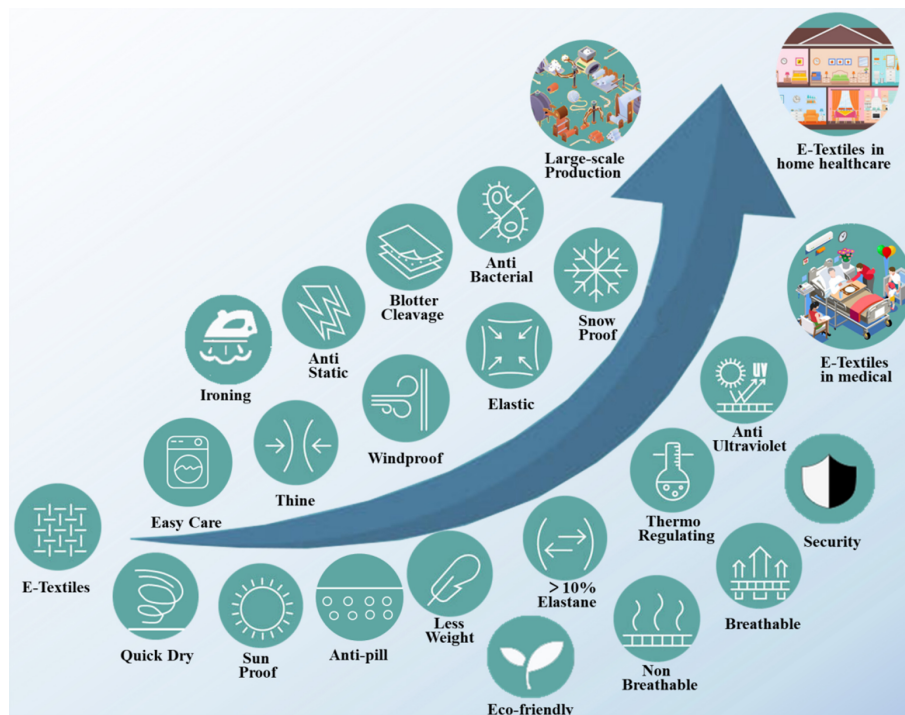 Large-scale
Production
E-Textiles in
home healthcare
Anti
Bacterial
Blotter
Cleavage
Snow
Proof
Anti
Static
Ironing
E-Textiles
in medical
Elastic
UV
Anti
Ultraviolet
Windproof
Thine
Easy Care
Thermo
Regulating
Security
E-Textiles
>10%
Elastane
Less
Weight
Breathable
Quick Dry
Sun
Proof
Anti-pill
Non
Breathable
Eco-friendly